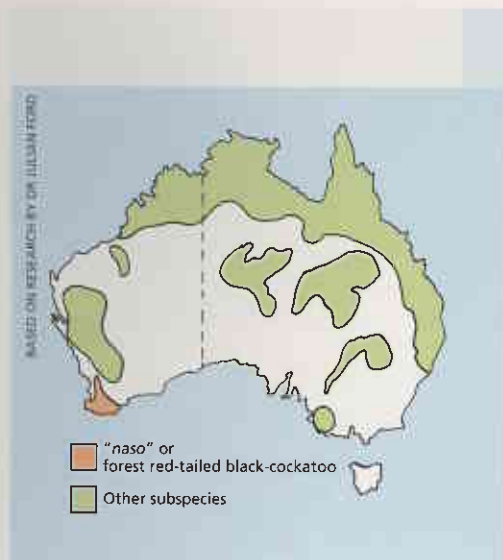 BASED ON RESEARCH BY DR JULIAN FORD
"naso" or
forest red-tailed black-cockatoo
Other subspecies